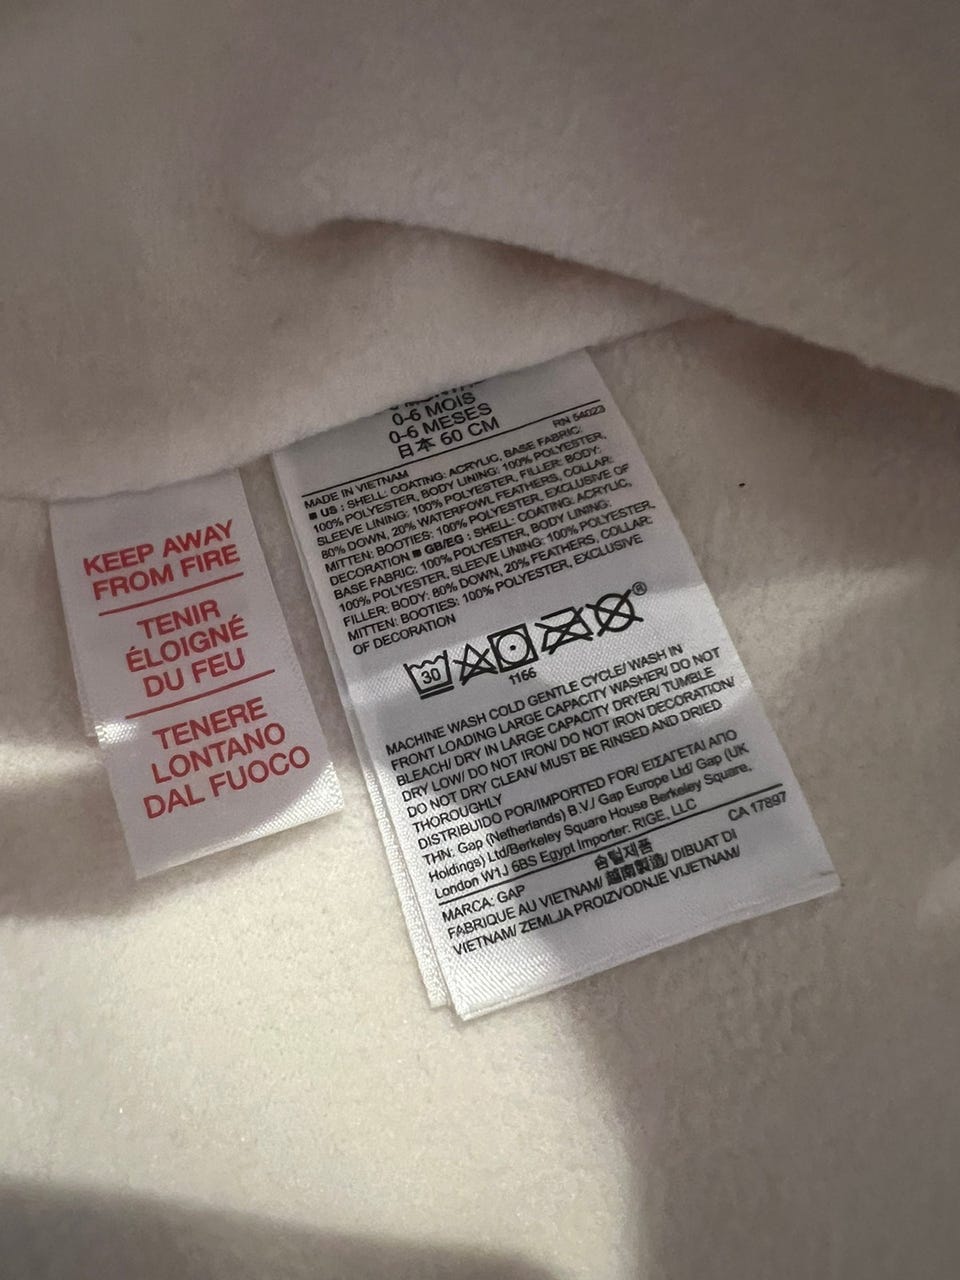 KEEP AWAY
FROM FIRE
TENIR
ÉLOIGNÉ
DU FEU
TENERE
LONTANO
DAL FUOCO
0-6 MOIS
0-6 MESES
日本 60 CM
RN 54023
MADE IN VIETNAM
■ US : SHELL: COATING: ACRYLIC, BASE FABRIC:
100% POLYESTER, BODY LINING: 100% POLYESTER,
SLEEVE LINING: 100% POLYESTER, FILLER: BODY:
80% DOWN, 20% WATERFOWL FEATHERS, COLLAR:
MITTEN: BOOTIES: 100% POLYESTER, EXCLUSIVE OF
DECORATION ■ GB/EG : SHELL: COATING: ACRYLIC,
BASE FABRIC: 100% POLYESTER, BODY LINING:
100% POLYESTER, SLEEVE LINING: 100% POLYESTER,
FILLER: BODY: 80% DOWN, 20% FEATHERS, COLLAR:
MITTEN: BOOTIES: 100% POLYESTER, EXCLUSIVE
OF DECORATION
30 ®
1166
MACHINE WASH COLD GENTLE CYCLE/ WASH IN
FRONT LOADING LARGE CAPACITY WASHER/ DO NOT
BLEACH/ DRY IN LARGE CAPACITY DRYER/ TUMBLE
DRY LOW/ DO NOT IRON/ DO NOT IRON DECORATION/
DO NOT DRY CLEAN/ MUST BE RINSED AND DRIED
THOROUGHLY
DISTRIBUIDO POR/IMPORTED FOR/ ΕΙΣΑΓΕΤΑΙ ΑΠΟ
ΤΗΝ: Gap (Netherlands) B.V./ Gap Europe Ltd/ Gap (UK
Holdings) Ltd/Berkeley Square House Berkeley Square,
London W1J 6BS Egypt Importer: RIGE, LLC
CA 17897
MARCA: GAP 솜털제품
FABRIQUE AU VIETNAM/ 越南製造/ DIBUAT DI
VIETNAM/ ZEMLJA PROIZVODNJE VIJETNAM/